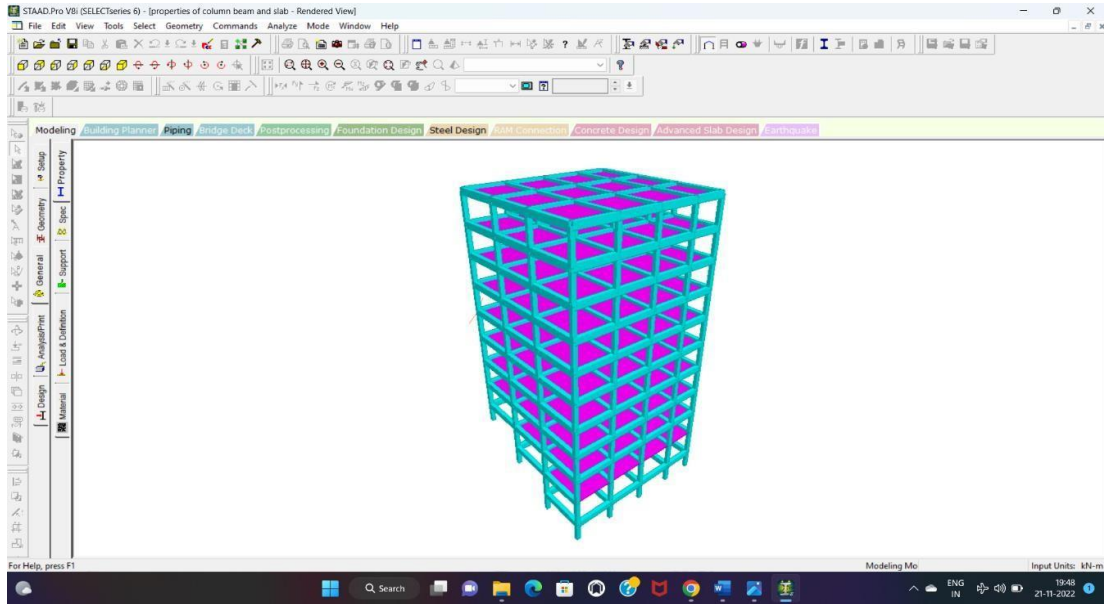 STAAD.Pro V8i (SELECTseries 6) - [properties of column beam and slab - Rendered View]
File Edit View Tools Select Geometry Commands Analyze Mode Window Help
Modeling Building Planner Piping Bridge Deck Postprocessing Foundation Design Steel Design RAM Connection Concrete Design Advanced Slab Design Earthquake
Setup
Geometry
General
Analysis/Print
Design
Property
Spec
Support
Load & Definition
Material
For Help, press F1
Modeling Mo
Input Units: kN-m
Search
ENG
IN
19:48
21-11-2022